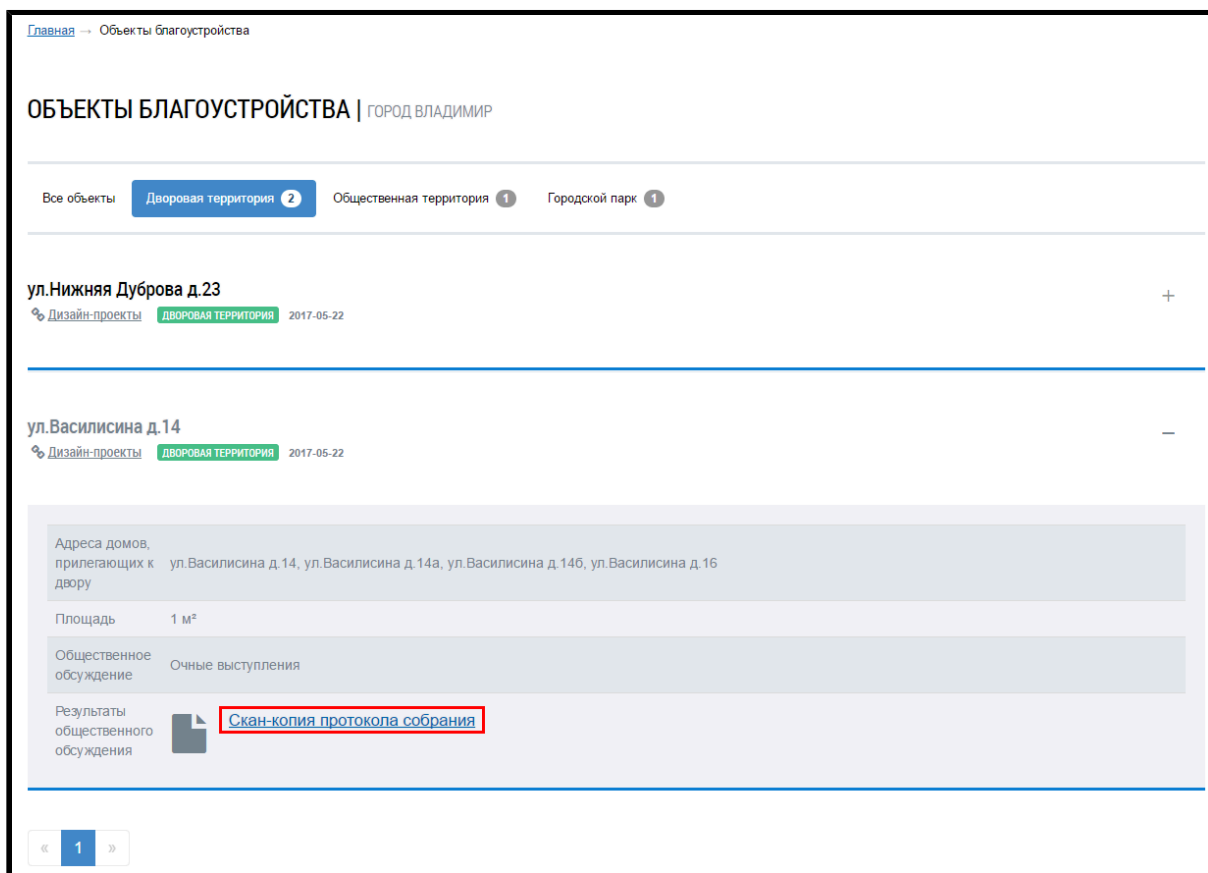 Главная → Объекты благоустройства
ОБЪЕКТЫ БЛАГОУСТРОЙСТВА | ГОРОД ВЛАДИМИР
Все объекты Дворовая территория 2 Общественная территория 1 Городской парк 1
ул.Нижняя Дуброва д.23
Дизайн-проекты ДВОРОВАЯ ТЕРРИТОРИЯ 2017-05-22
ул.Василисина д.14
Дизайн-проекты ДВОРОВАЯ ТЕРРИТОРИЯ 2017-05-22
Адреса домов,
прилегающих к
двору
ул.Василисина д.14, ул.Василисина д.14а, ул.Василисина д.14б, ул.Василисина д.16
Площадь 1 м²
Общественное
обсуждение
Очные выступления
Результаты
общественного
обсуждения
Скан-копия протокола собрания
« 1 »